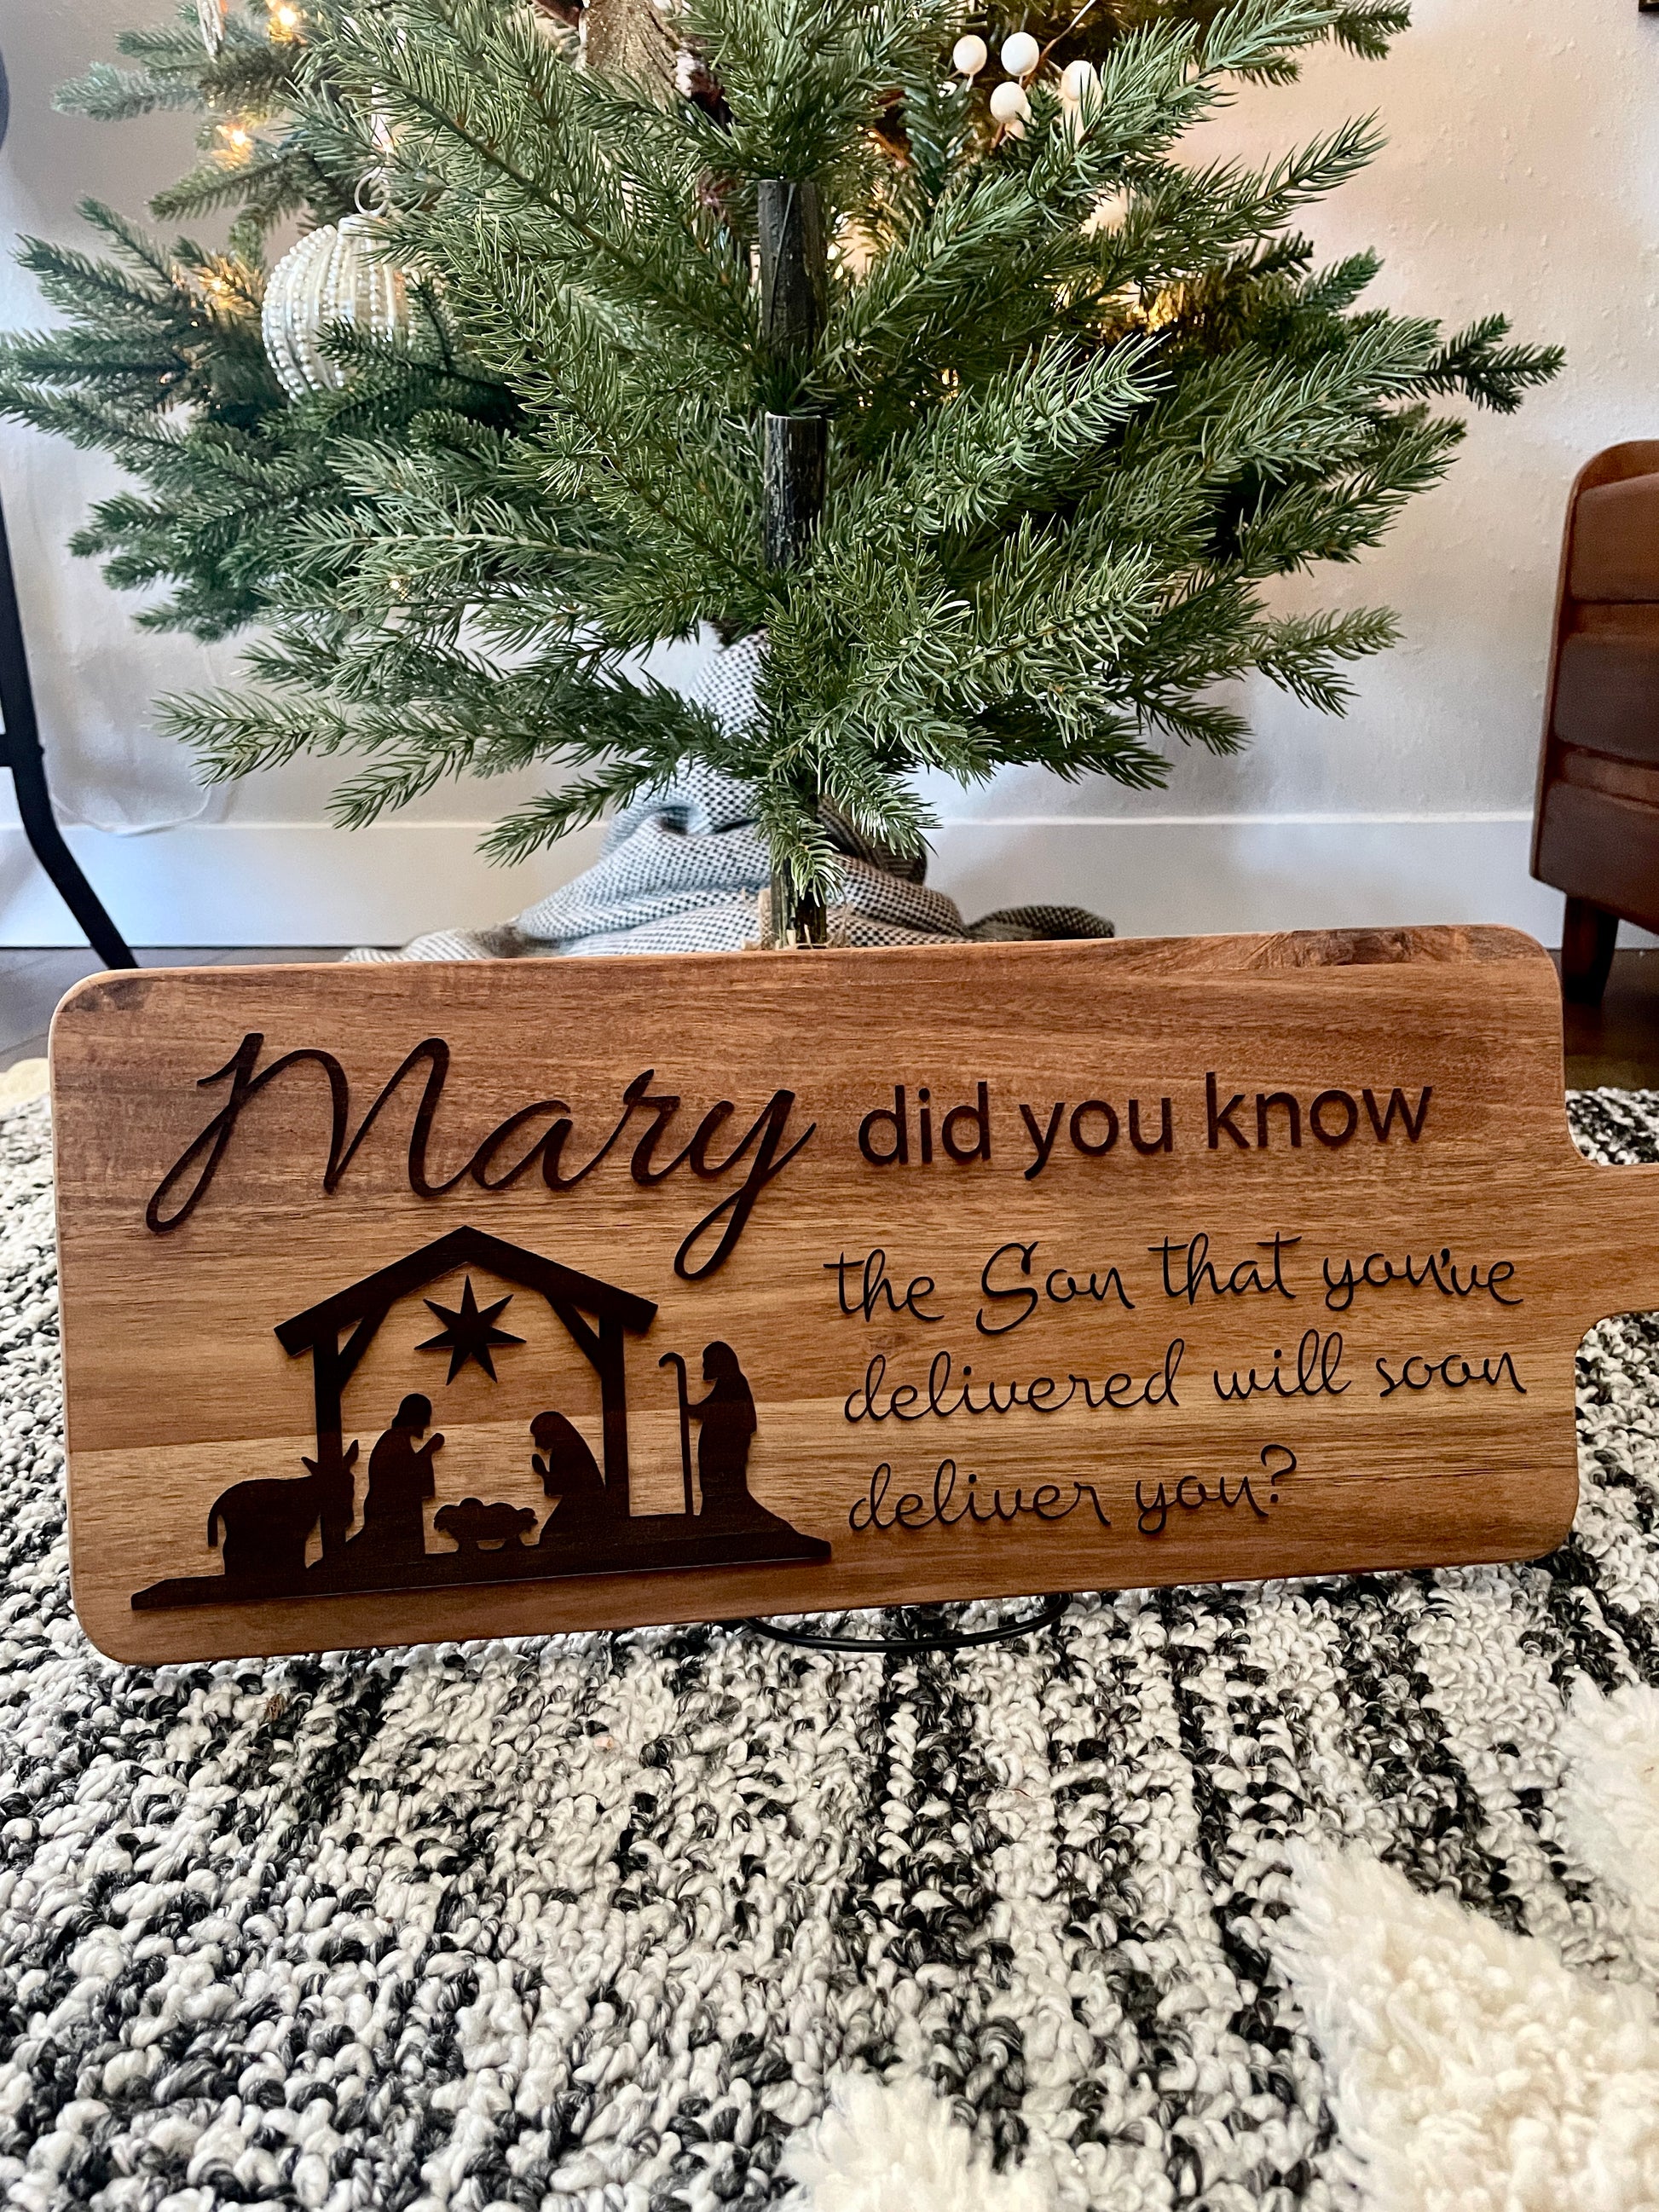 Mary did you know
the Son that you've
delivered will soon
deliver you?